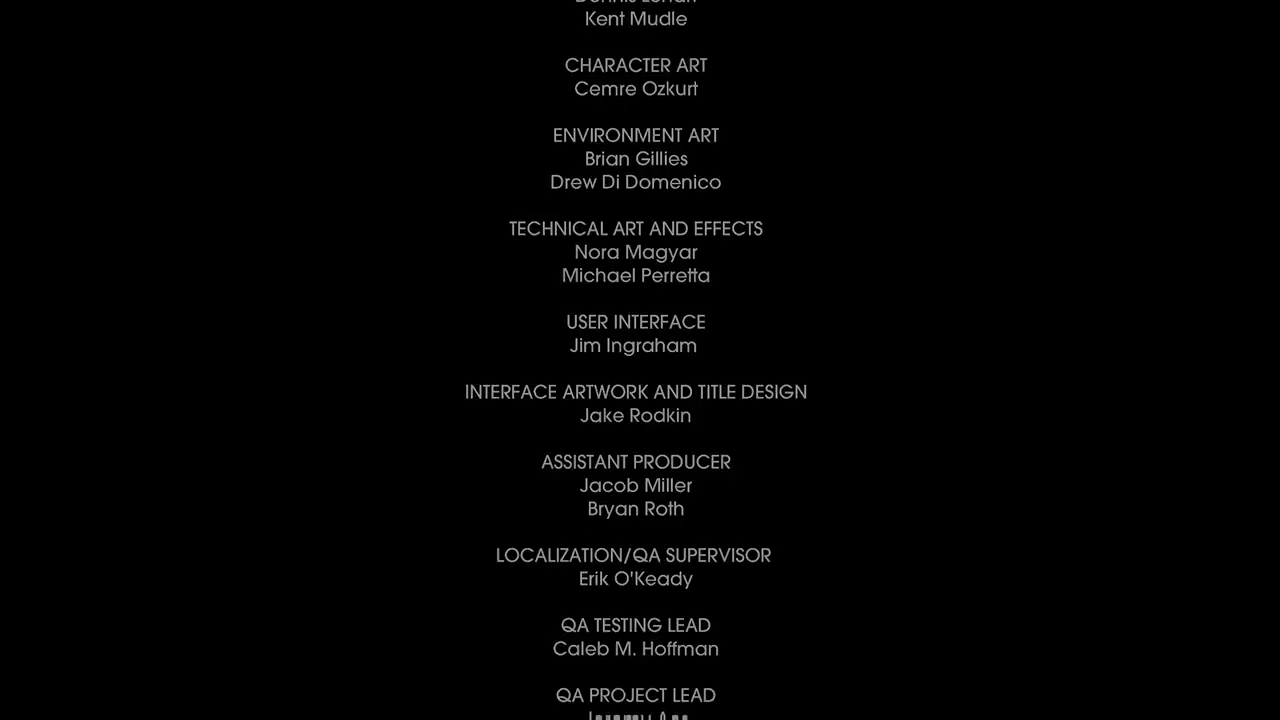 Kent Mudle
CHARACTER ART
Cemre Ozkurt
ENVIRONMENT ART
Brian Gillies
Drew Di Domenico
TECHNICAL ART AND EFFECTS
Nora Magyar
Michael Perretta
USER INTERFACE
Jim Ingraham
INTERFACE ARTWORK AND TITLE DESIGN
Jake Rodkin
ASSISTANT PRODUCER
Jacob Miller
Bryan Roth
LOCALIZATION/QA SUPERVISOR
Erik O'Keady
QA TESTING LEAD
Caleb M. Hoffman
QA PROJECT LEAD